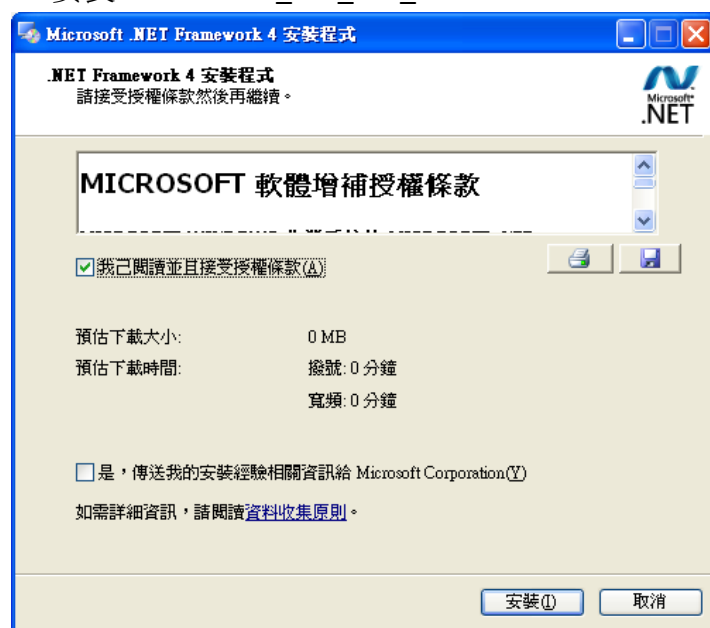 Microsoft .NET Framework 4 安裝程式
.NET Framework 4 安裝程式
請接受授權條款然後再繼續。
Microsoft
.NET
MICROSOFT 軟體增補授權條款
我已閱讀並且接受授權條款(A)
預估下載大小: 0 MB
預估下載時間: 撥號: 0 分鐘
寬頻: 0 分鐘
是,傳送我的安裝經驗相關資訊給 Microsoft Corporation(Y)
如需詳細資訊,請閱讀資料收集原則。
安裝(I) 取消